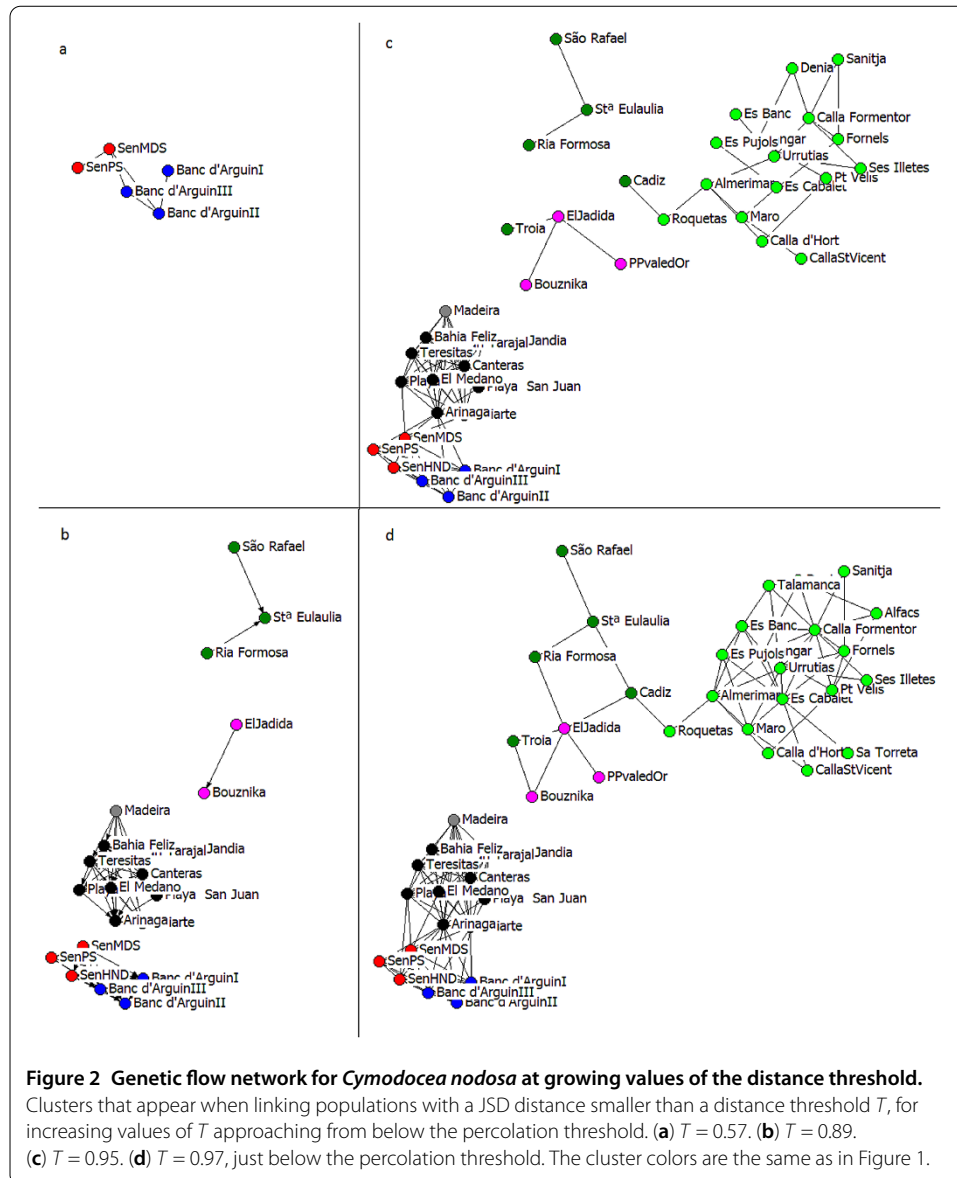 a
SenMDS
SenPS
Banc d'ArguinI
Banc d'ArguinIII
Banc d'ArguinII
c
São Rafael
Stª Eulaulia
Ria Formosa
Cadiz
Troia
ElJadida
PPvaledOr
Bouznika
Sanitja
Denia
Es Banc
Calla Formentor
Es Pujols
ngar
Fornels
Urrutias
Ses Illetes
Pt Velis
Almerimar
Es Cabalet
Roquetas
Maro
Calla d'Hort
CallaStVicent
Madeira
Bahia Feliz
Jandia
Teresitas
Canteras
El Medano
San Juan
Arinaga
iarte
SenMDS
SenPS
SenHND
Banc d'ArguinI
Banc d'ArguinIII
Banc d'ArguinII
b
São Rafael
Stª Eulaulia
Ria Formosa
ElJadida
Bouznika
Madeira
Bahia Feliz
Jandia
Teresitas
Canteras
El Medano
San Juan
Arinaga
iarte
SenMDS
SenPS
SenHND
Banc d'ArguinI
Banc d'ArguinIII
Banc d'ArguinII
d
São Rafael
Stª Eulaulia
Ria Formosa
Cadiz
Troia
ElJadida
PPvaledOr
Bouznika
Sanitja
Talamanca
Alfacs
Es Banc
Calla Formentor
Es Pujols
ngar
Fornels
Urrutias
Ses Illetes
Pt Velis
Almerimar
Es Cabalet
Roquetas
Maro
Calla d'Hort
Sa Torreta
CallaStVicent
Madeira
Bahia Feliz
Jandia
Teresitas
Canteras
El Medano
San Juan
Arinaga
iarte
SenMDS
SenPS
SenHND
Banc d'ArguinI
Banc d'ArguinIII
Banc d'ArguinII
Figure 2 Genetic flow network for Cymodocea nodosa at growing values of the distance threshold.
Clusters that appear when linking populations with a JSD distance smaller than a distance threshold T, for
increasing values of T approaching from below the percolation threshold. (a) T = 0.57. (b) T = 0.89.
(c) T = 0.95. (d) T = 0.97, just below the percolation threshold. The cluster colors are the same as in Figure 1.